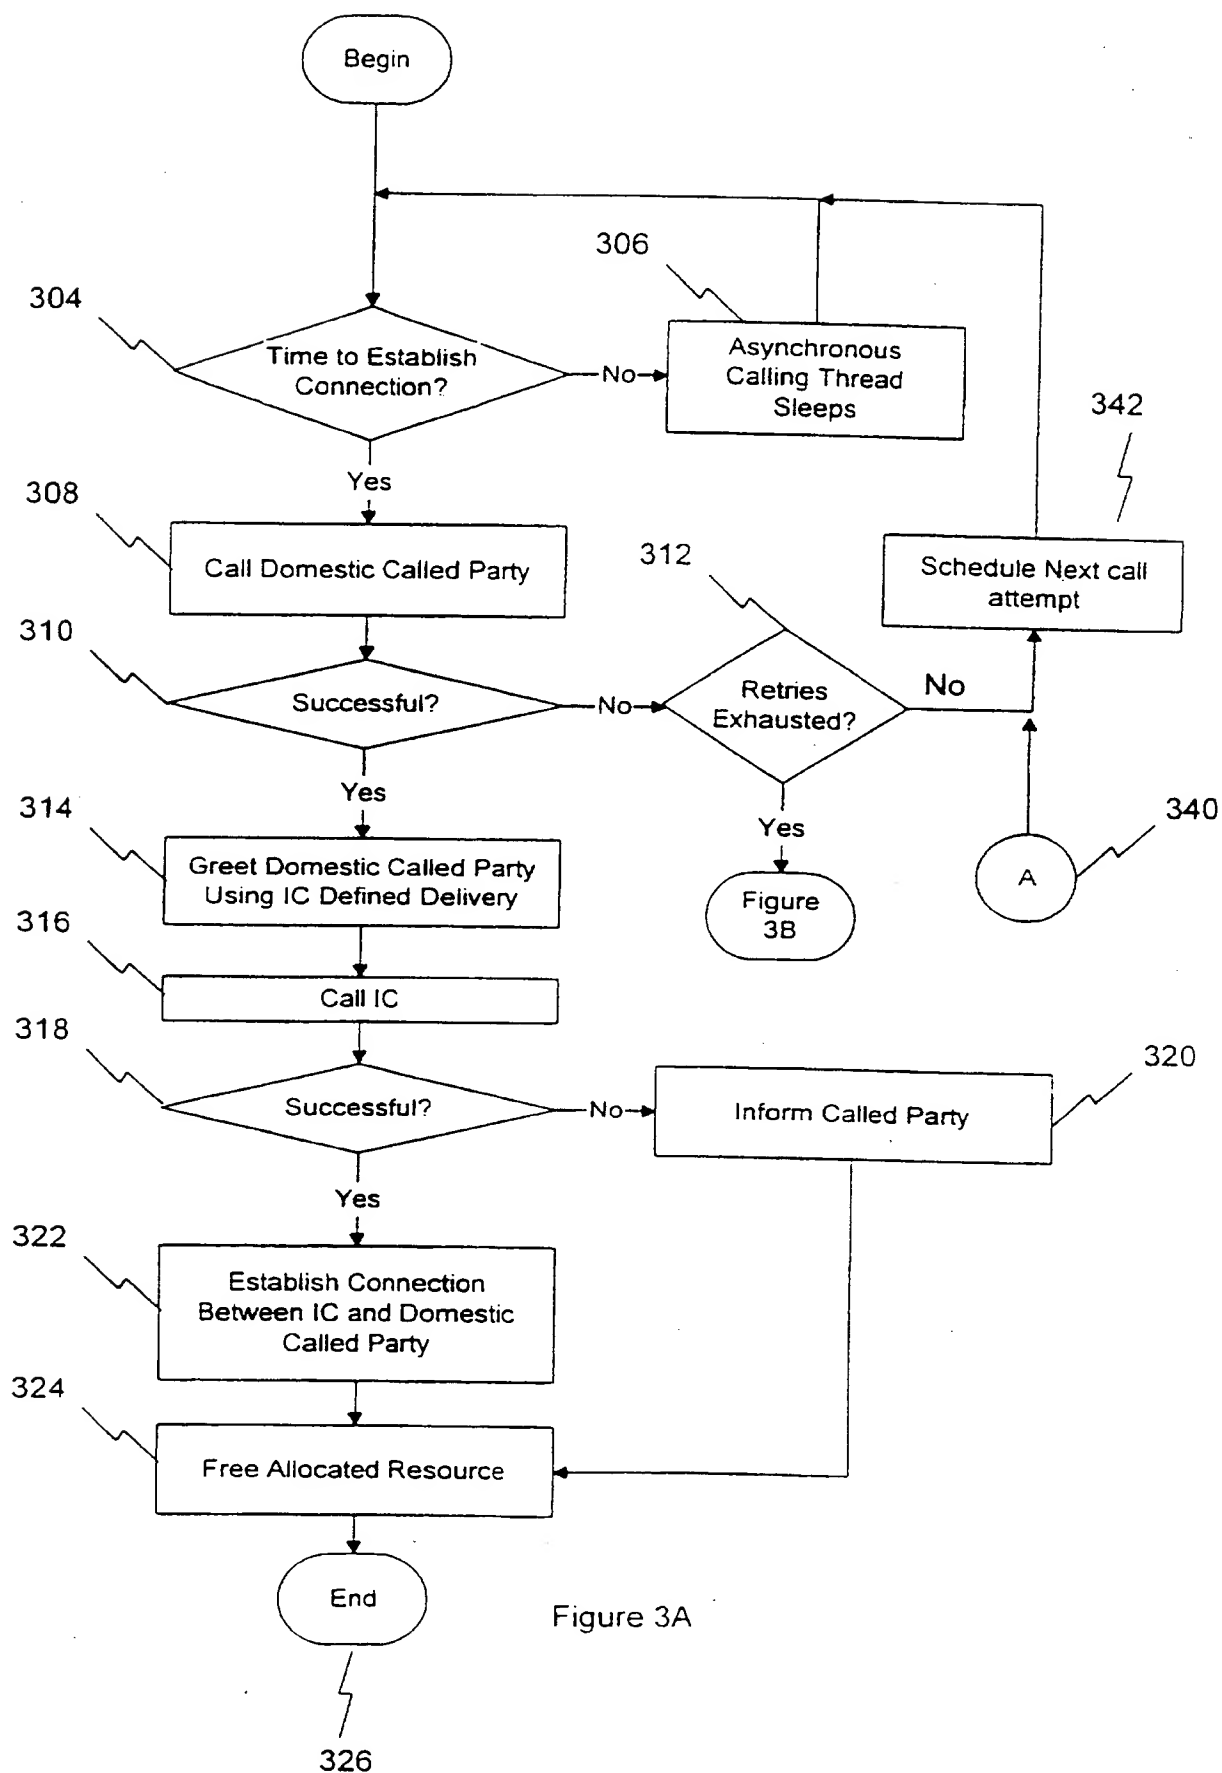 Begin
306
304
Time to Establish
Connection?
No
Asynchronous
Calling Thread
Sleeps
342
Yes
308
Call Domestic Called Party
312
Schedule Next call
attempt
310
Successful?
No
Retries
Exhausted?
No
Yes
314
Greet Domestic Called Party
Using IC Defined Delivery
Yes
340
A
Figure
3B
316
Call IC
318
Successful?
No
Inform Called Party
320
Yes
322
Establish Connection
Between IC and Domestic
Called Party
324
Free Allocated Resource
End
Figure 3A
326